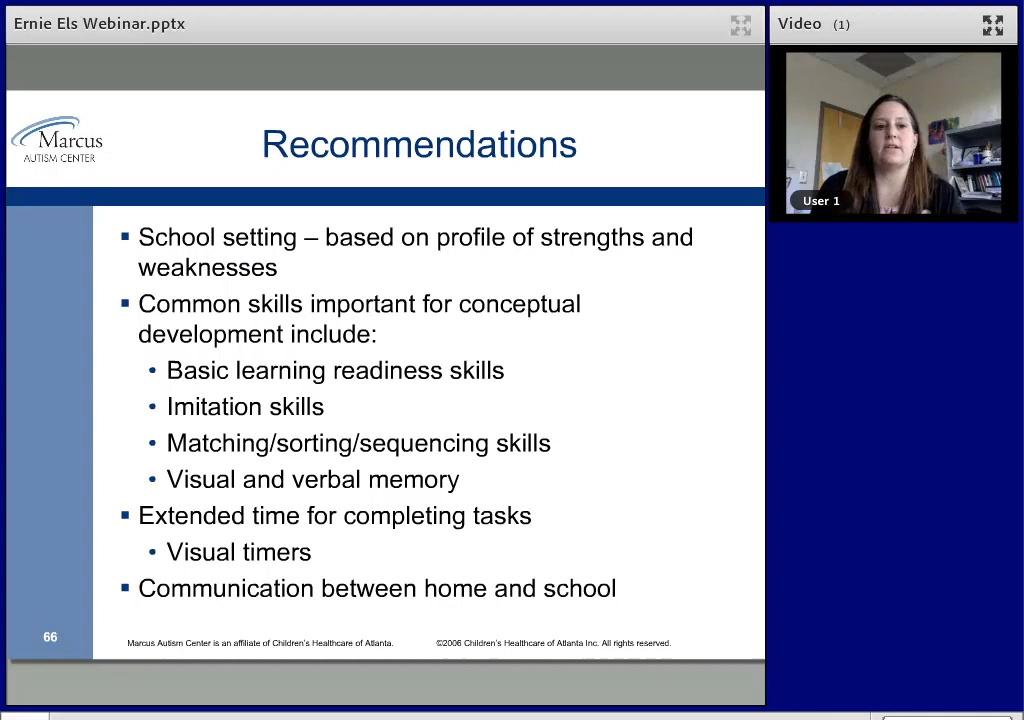 Ernie Els Webinar.pptx
Video (1)
Marcus
AUTISM CENTER
Recommendations
User 1
▪ School setting – based on profile of strengths and
weaknesses
▪ Common skills important for conceptual
development include:
• Basic learning readiness skills
• Imitation skills
• Matching/sorting/sequencing skills
• Visual and verbal memory
▪ Extended time for completing tasks
• Visual timers
▪ Communication between home and school
66
Marcus Autism Center is an affiliate of Children's Healthcare of Atlanta. ©2006 Children's Healthcare of Atlanta Inc. All rights reserved.